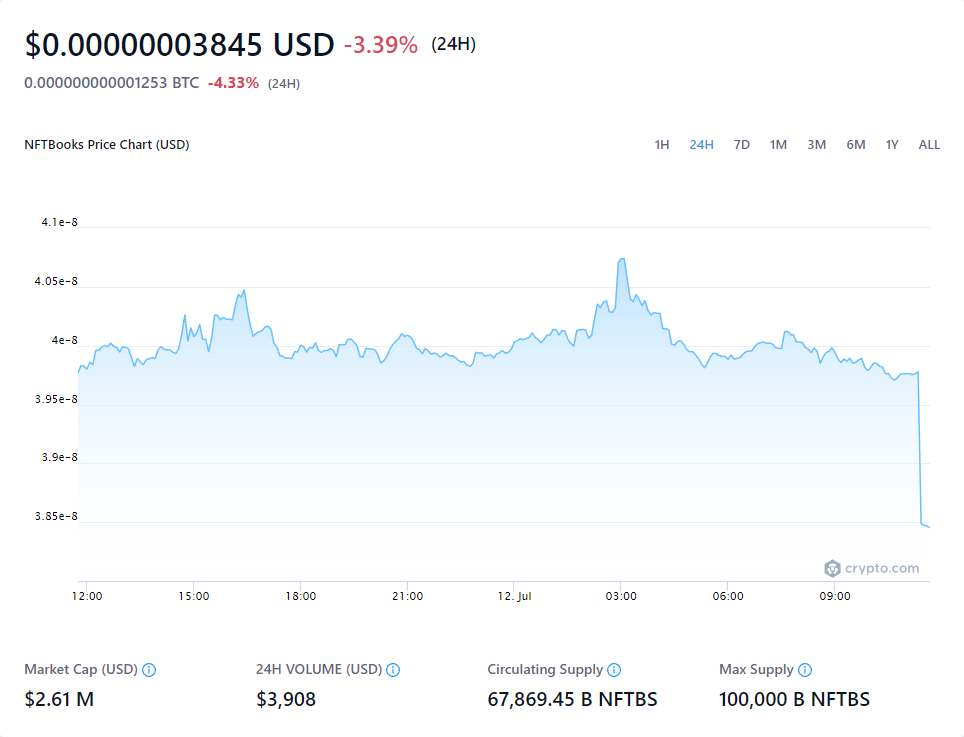 $0.00000003845 USD -3.39% (24H)
0.000000000001253 BTC -4.33% (24H)
NFTBooks Price Chart (USD) 1H 24H 7D 1M 3M 6M 1Y ALL
4.1e-8
4.05e-8
4e-8
3.95e-8
3.9e-8
3.85e-8
crypto.com
12:00 15:00 18:00 21:00 12. Jul 03:00 06:00 09:00
Market Cap (USD) 24H VOLUME (USD) Circulating Supply Max Supply
$2.61 M $3,908 67,869.45 B NFTBS 100,000 B NFTBS